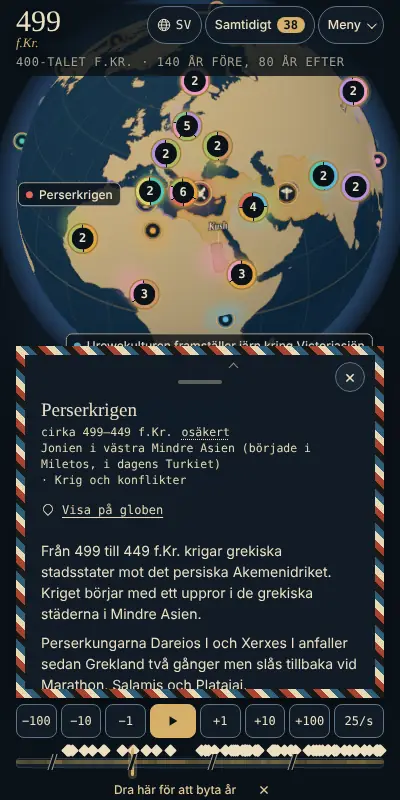 499
f.Kr.
SV
Samtidigt 38
Meny
400-TALET F.KR. · 140 ÅR FÖRE, 80 ÅR EFTER
2
2
5
2
2
2
2
2
6
4
Perserkrigen
Kush
2
3
3
Urewekulturen framställer järn kring Victoriasjön
Perserkrigen
cirka 499–449 f.Kr. osäkert
Jonien i västra Mindre Asien (började i
Miletos, i dagens Turkiet)
· Krig och konflikter
Visa på globen
Från 499 till 449 f.Kr. krigar grekiska
stadsstater mot det persiska Akemenidriket.
Kriget börjar med ett uppror i de grekiska
städerna i Mindre Asien.
Perserkungarna Dareios I och Xerxes I anfaller
sedan Grekland två gånger men slås tillbaka vid
Marathon, Salamis och Plataiai.
−100
−10
−1
+1
+10
+100
25/s
Dra här för att byta år